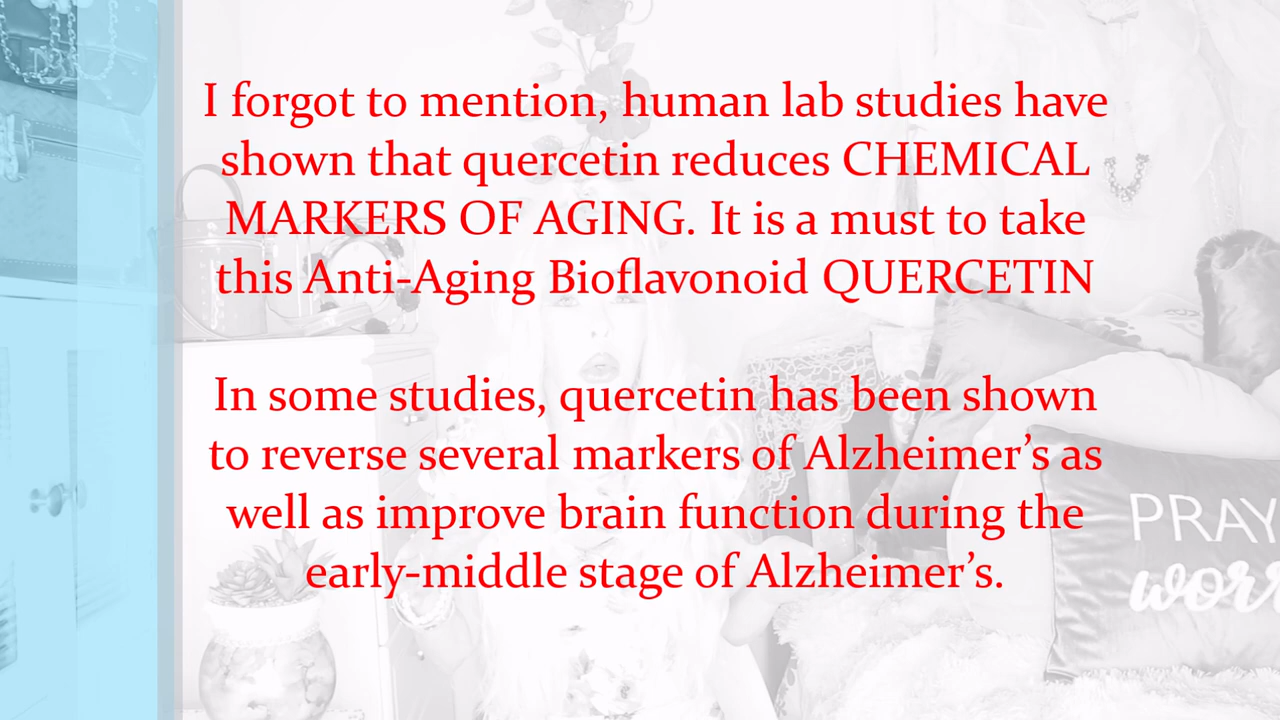 I forgot to mention, human lab studies have
shown that quercetin reduces CHEMICAL
MARKERS OF AGING. It is a must to take
this Anti-Aging Bioflavonoid QUERCETIN
In some studies, quercetin has been shown
to reverse several markers of Alzheimer’s as
well as improve brain function during the
early-middle stage of Alzheimer’s.
PRAY